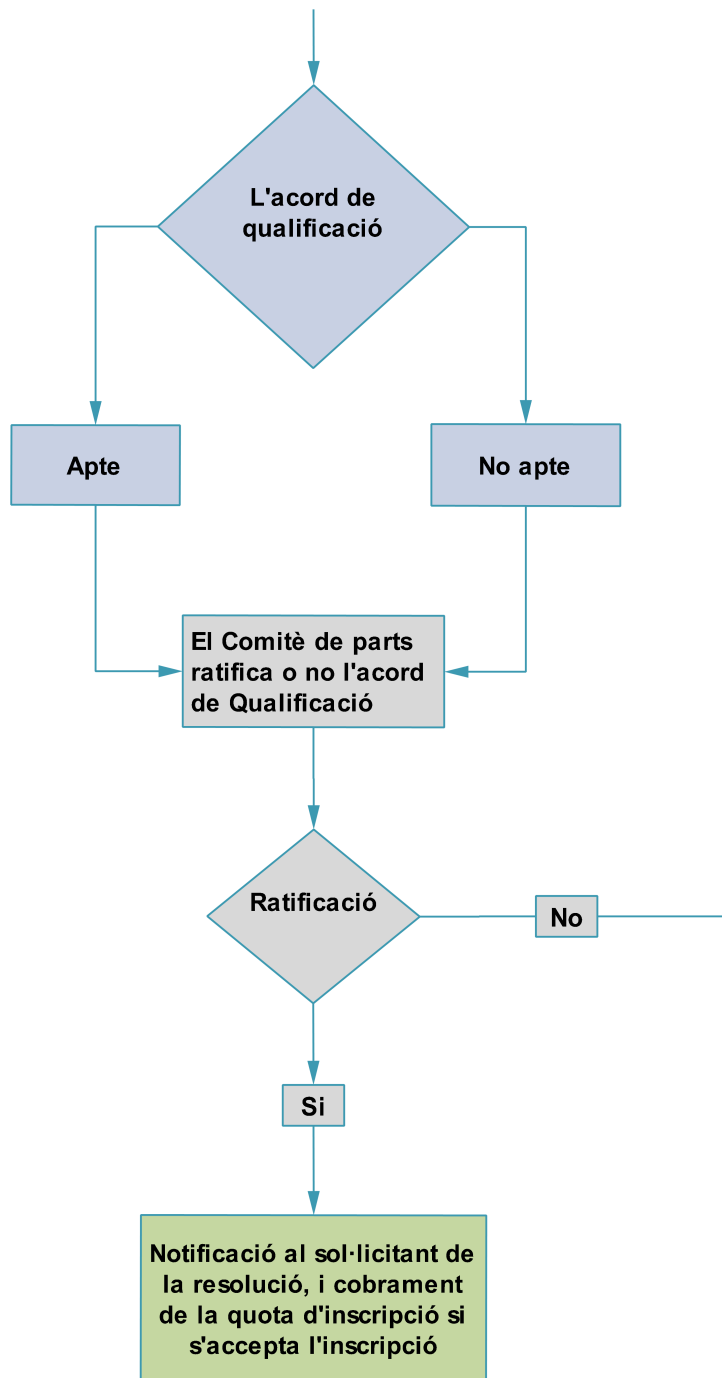 L'acord de
qualificació
Apte
No apte
El Comitè de parts
ratifica o no l'acord
de Qualificació
Ratificació
No
Si
Notificació al sol·licitant de
la resolució, i cobrament
de la quota d'inscripció si
s'accepta l'inscripció